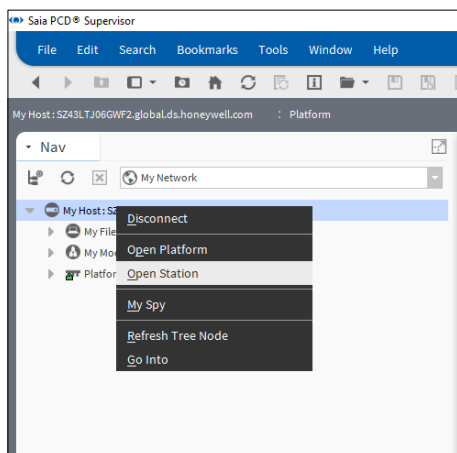 Saia PCD® Supervisor
File Edit Search Bookmarks Tools Window Help
My Host : SZ43LTJ06GWF2.global.ds.honeywell.com : Platform
Nav
My Network
My Host : SZ
My File
My Mod
Platfor
Disconnect
Open Platform
Open Station
My Spy
Refresh Tree Node
Go Into